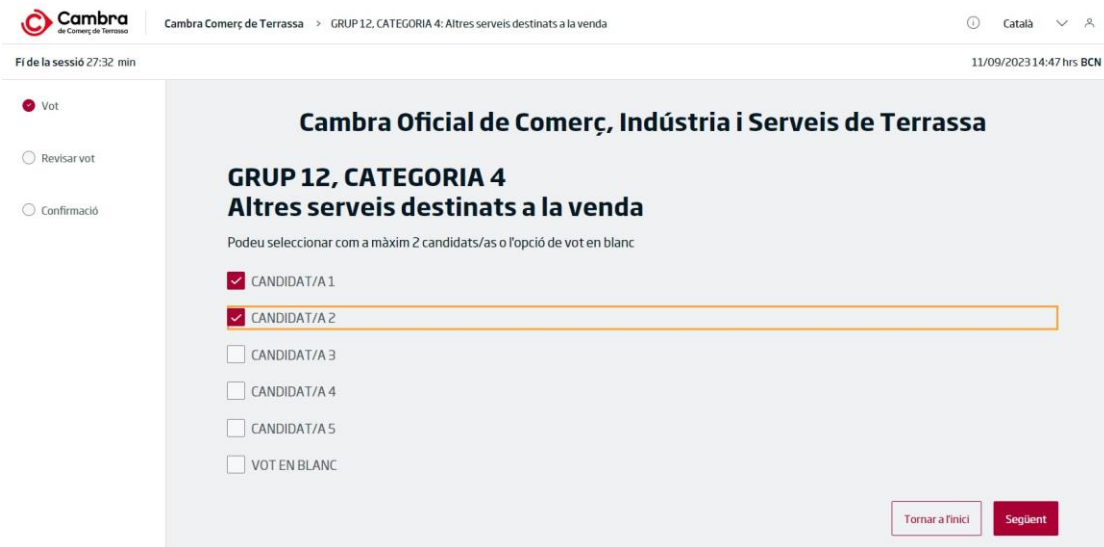 Cambra
de Comerç de Terrassa
Cambra Comerç de Terrassa > GRUP 12, CATEGORIA 4: Altres serveis destinats a la venda
Català
Fí de la sessió 27:32 min
11/09/2023 14:47 hrs BCN
Vot
Revisar vot
Confirmació
Cambra Oficial de Comerç, Indústria i Serveis de Terrassa
GRUP 12, CATEGORIA 4
Altres serveis destinats a la venda
Podeu seleccionar com a màxim 2 candidats/as o l'opció de vot en blanc
CANDIDAT/A 1
CANDIDAT/A 2
CANDIDAT/A 3
CANDIDAT/A 4
CANDIDAT/A 5
VOT EN BLANC
Tornar a l'inici
Següent